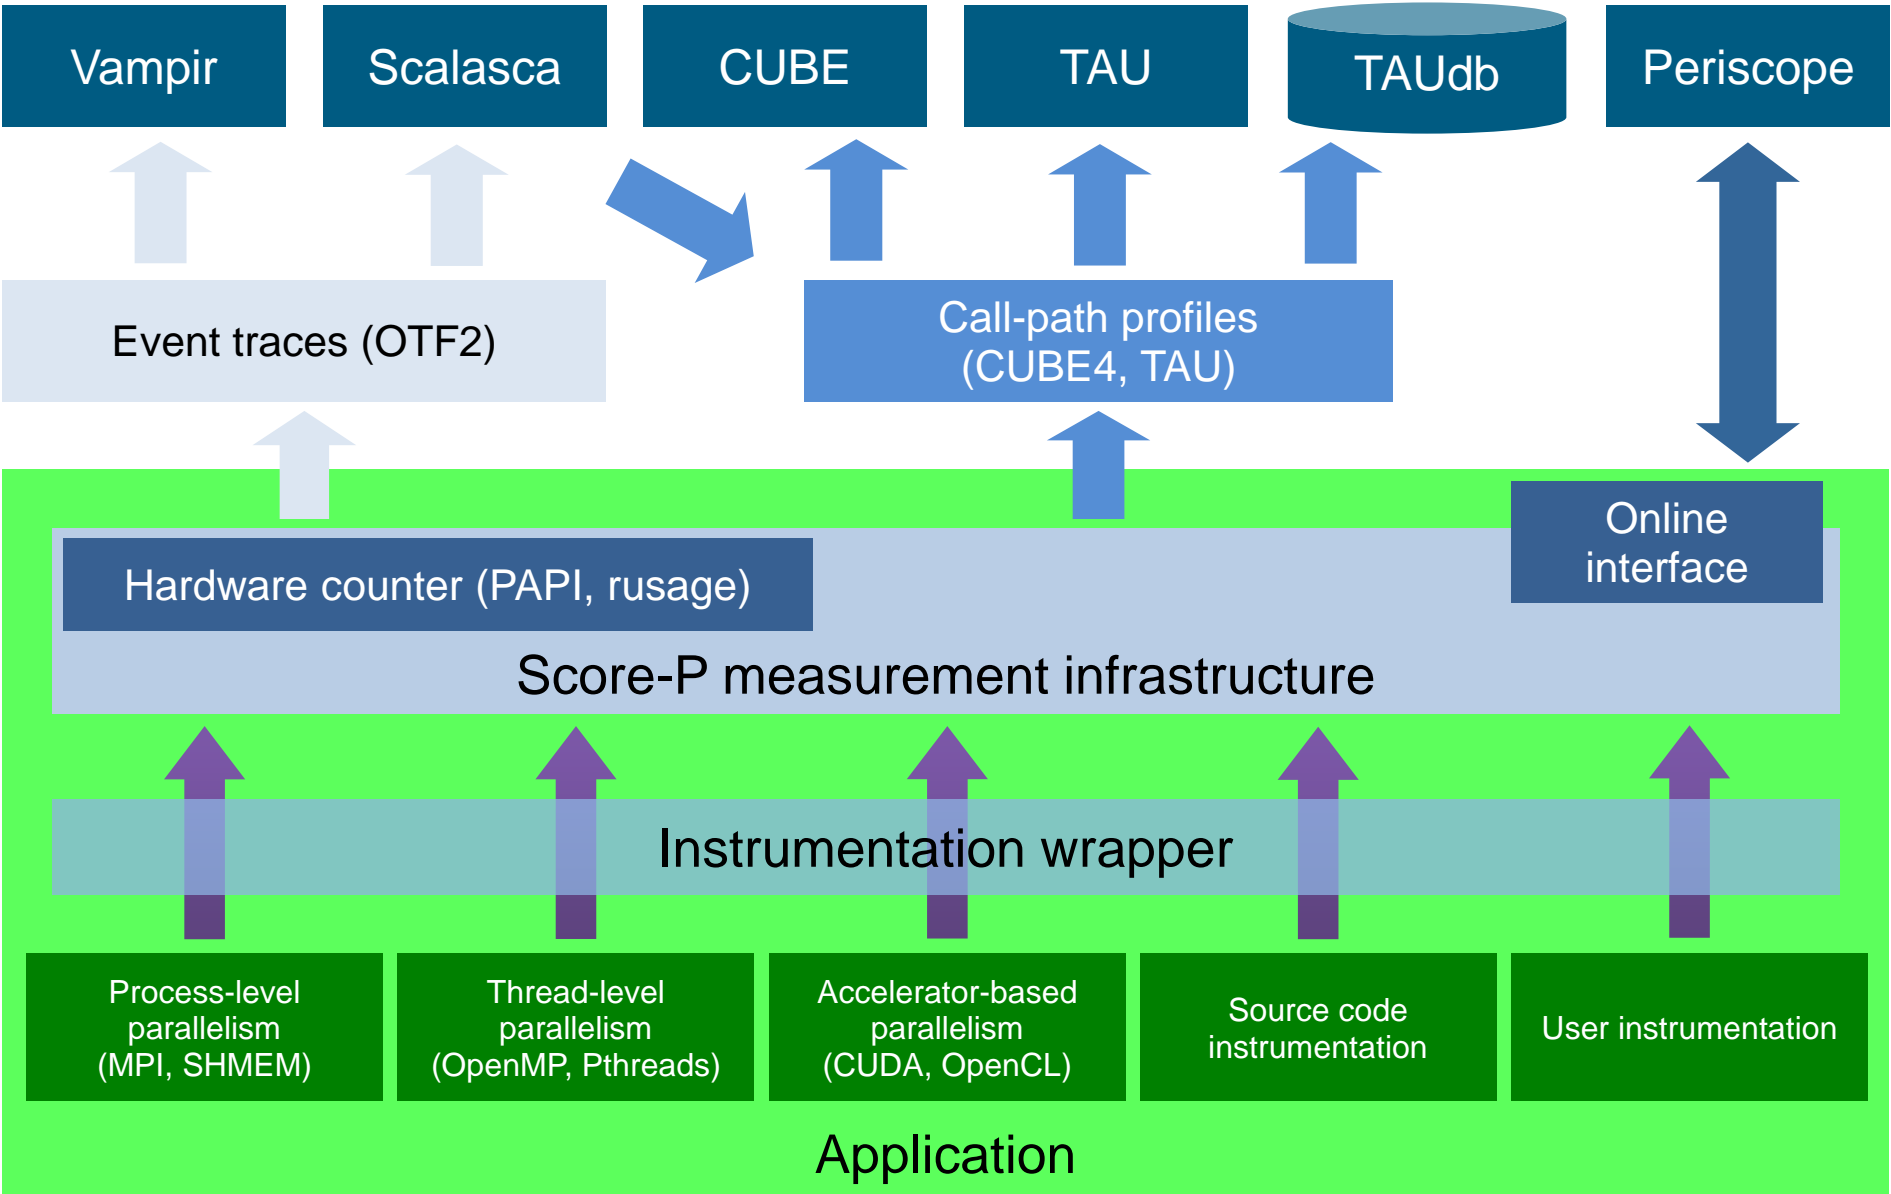 Vampir
Scalasca
CUBE
TAU
TAUdb
Periscope
Event traces (OTF2)
Call-path profiles
(CUBE4, TAU)
Online
interface
Hardware counter (PAPI, rusage)
Score-P measurement infrastructure
Instrumentation wrapper
Process-level
parallelism
(MPI, SHMEM)
Thread-level
parallelism
(OpenMP, Pthreads)
Accelerator-based
parallelism
(CUDA, OpenCL)
Source code
instrumentation
User instrumentation
Application